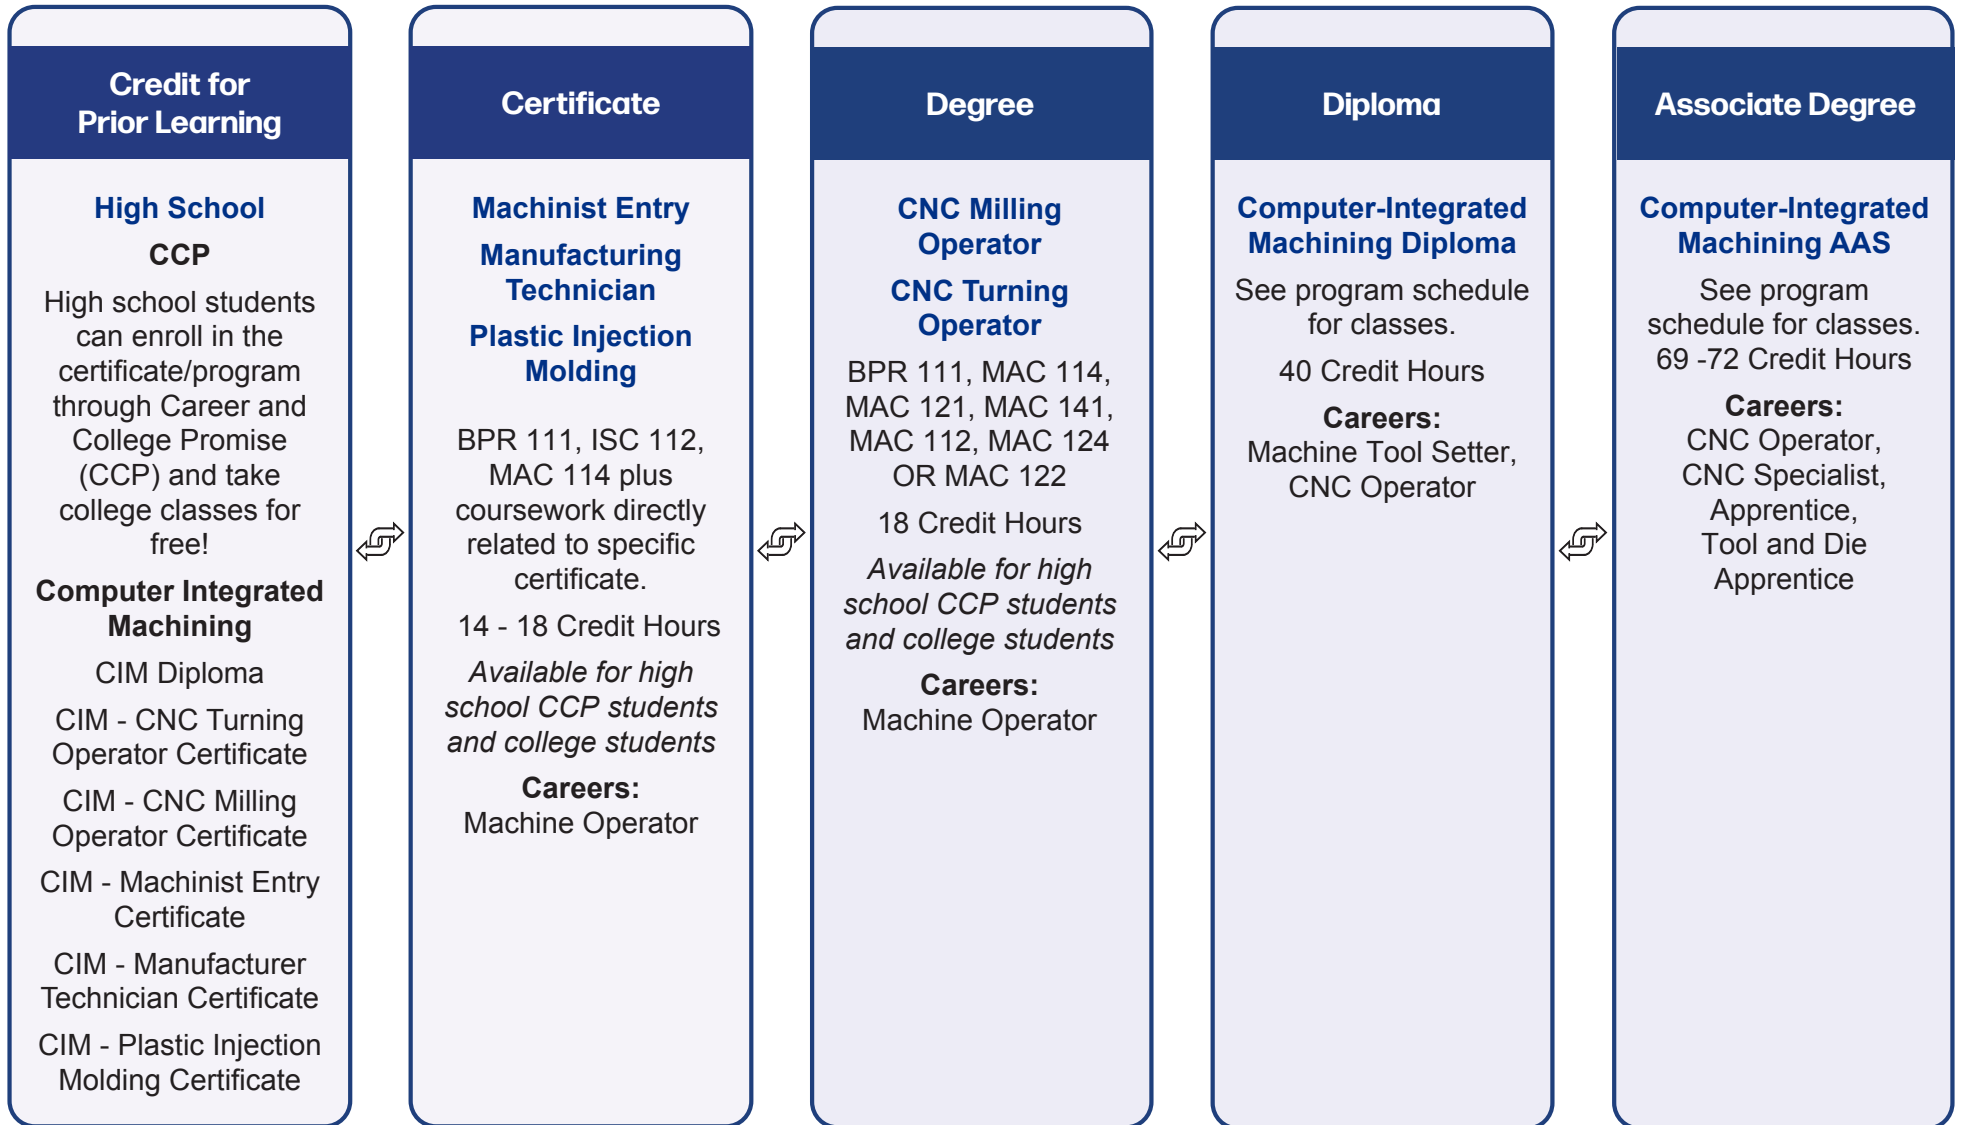 Credit for
Prior Learning
High School
CCP
High school students
can enroll in the
certificate/program
through Career and
College Promise
(CCP) and take
college classes for
free!
Computer Integrated
Machining
CIM Diploma
CIM - CNC Turning
Operator Certificate
CIM - CNC Milling
Operator Certificate
CIM - Machinist Entry
Certificate
CIM - Manufacturer
Technician Certificate
CIM - Plastic Injection
Molding Certificate
Certificate
Machinist Entry
Manufacturing
Technician
Plastic Injection
Molding
BPR 111, ISC 112,
MAC 114 plus
coursework directly
related to specific
certificate.
14 - 18 Credit Hours
Available for high
school CCP students
and college students
Careers:
Machine Operator
Degree
CNC Milling
Operator
CNC Turning
Operator
BPR 111, MAC 114,
MAC 121, MAC 141,
MAC 112, MAC 124
OR MAC 122
18 Credit Hours
Available for high
school CCP students
and college students
Careers:
Machine Operator
Diploma
Computer-Integrated
Machining Diploma
See program schedule
for classes.
40 Credit Hours
Careers:
Machine Tool Setter,
CNC Operator
Associate Degree
Computer-Integrated
Machining AAS
See program
schedule for classes.
69 -72 Credit Hours
Careers:
CNC Operator,
CNC Specialist,
Apprentice,
Tool and Die
Apprentice